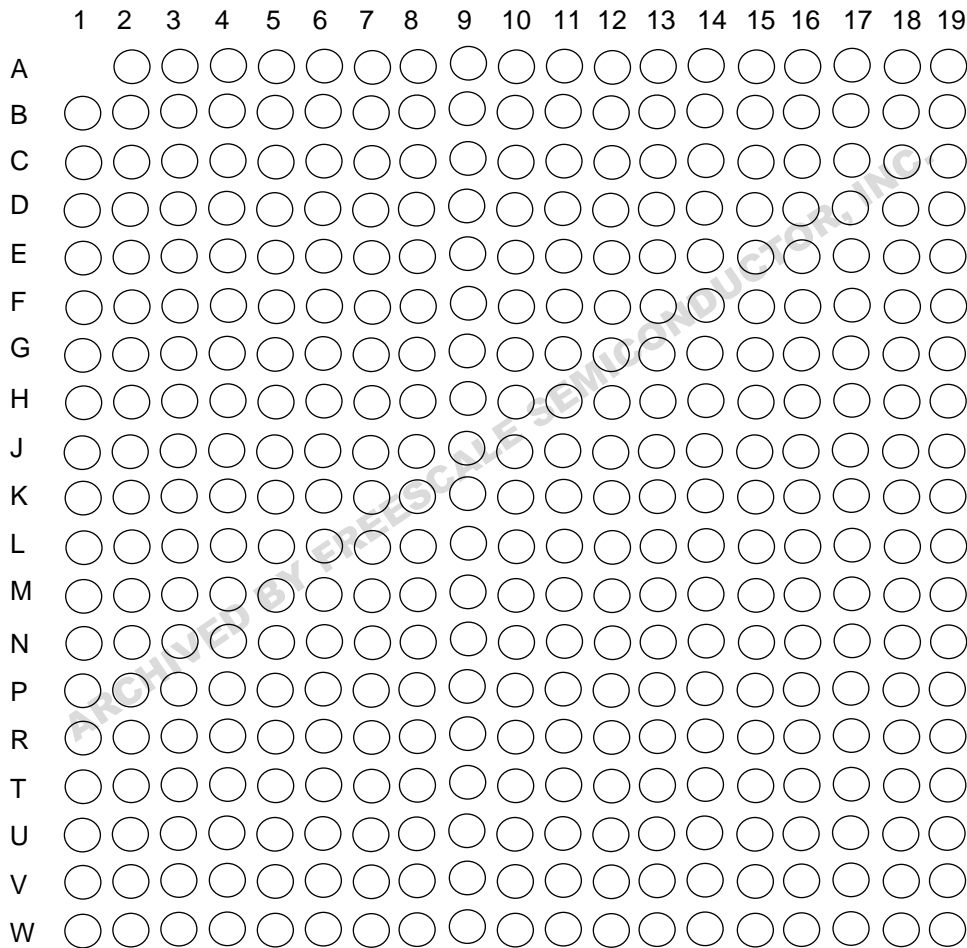 1 2 3 4 5 6 7 8 9 10 11 12 13 14 15 16 17 18 19
A
B
C
D
E
F
G
H
J
K
L
M
N
P
R
T
U
V
W
ARCHIVED BY FREESCALE SEMICONDUCTOR, INC.